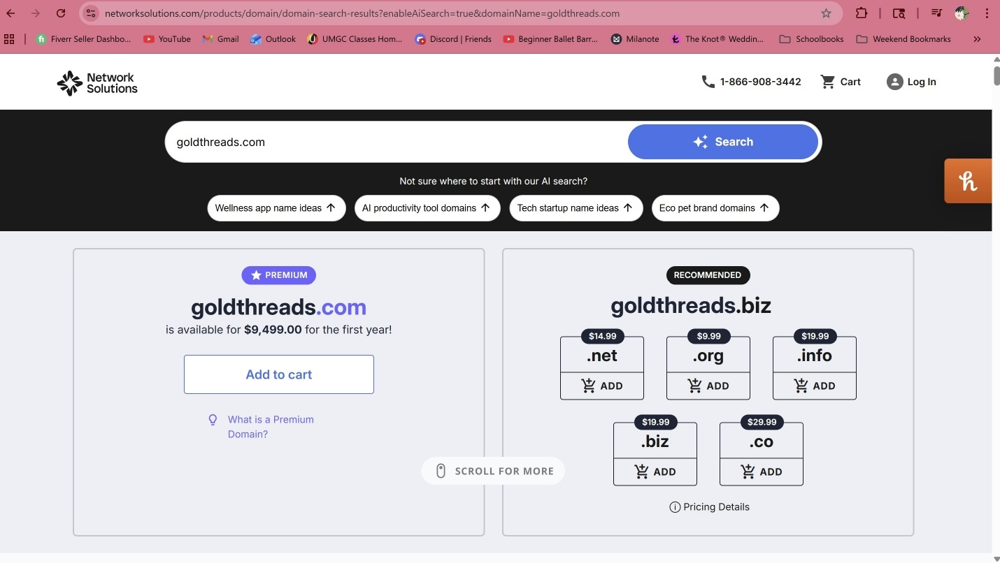 networksolutions.com/products/domain/domain-search-results?enableAiSearch=true&domainName=goldthreads.com
Fiverr Seller Dashbo...
YouTube
Gmail
Outlook
UMGC Classes Hom...
Discord | Friends
Beginner Ballet Barr...
Milanote
The Knot® Weddin...
Schoolbooks
Weekend Bookmarks
Network
Solutions
1-866-908-3442
Cart
Log In
goldthreads.com
Search
Not sure where to start with our AI search?
Wellness app name ideas
AI productivity tool domains
Tech startup name ideas
Eco pet brand domains
PREMIUM
goldthreads.com
is available for $9,499.00 for the first year!
Add to cart
What is a Premium
Domain?
RECOMMENDED
goldthreads.biz
$14.99
.net
ADD
$9.99
.org
ADD
$19.99
.info
ADD
$19.99
.biz
ADD
$29.99
.co
ADD
SCROLL FOR MORE
Pricing Details